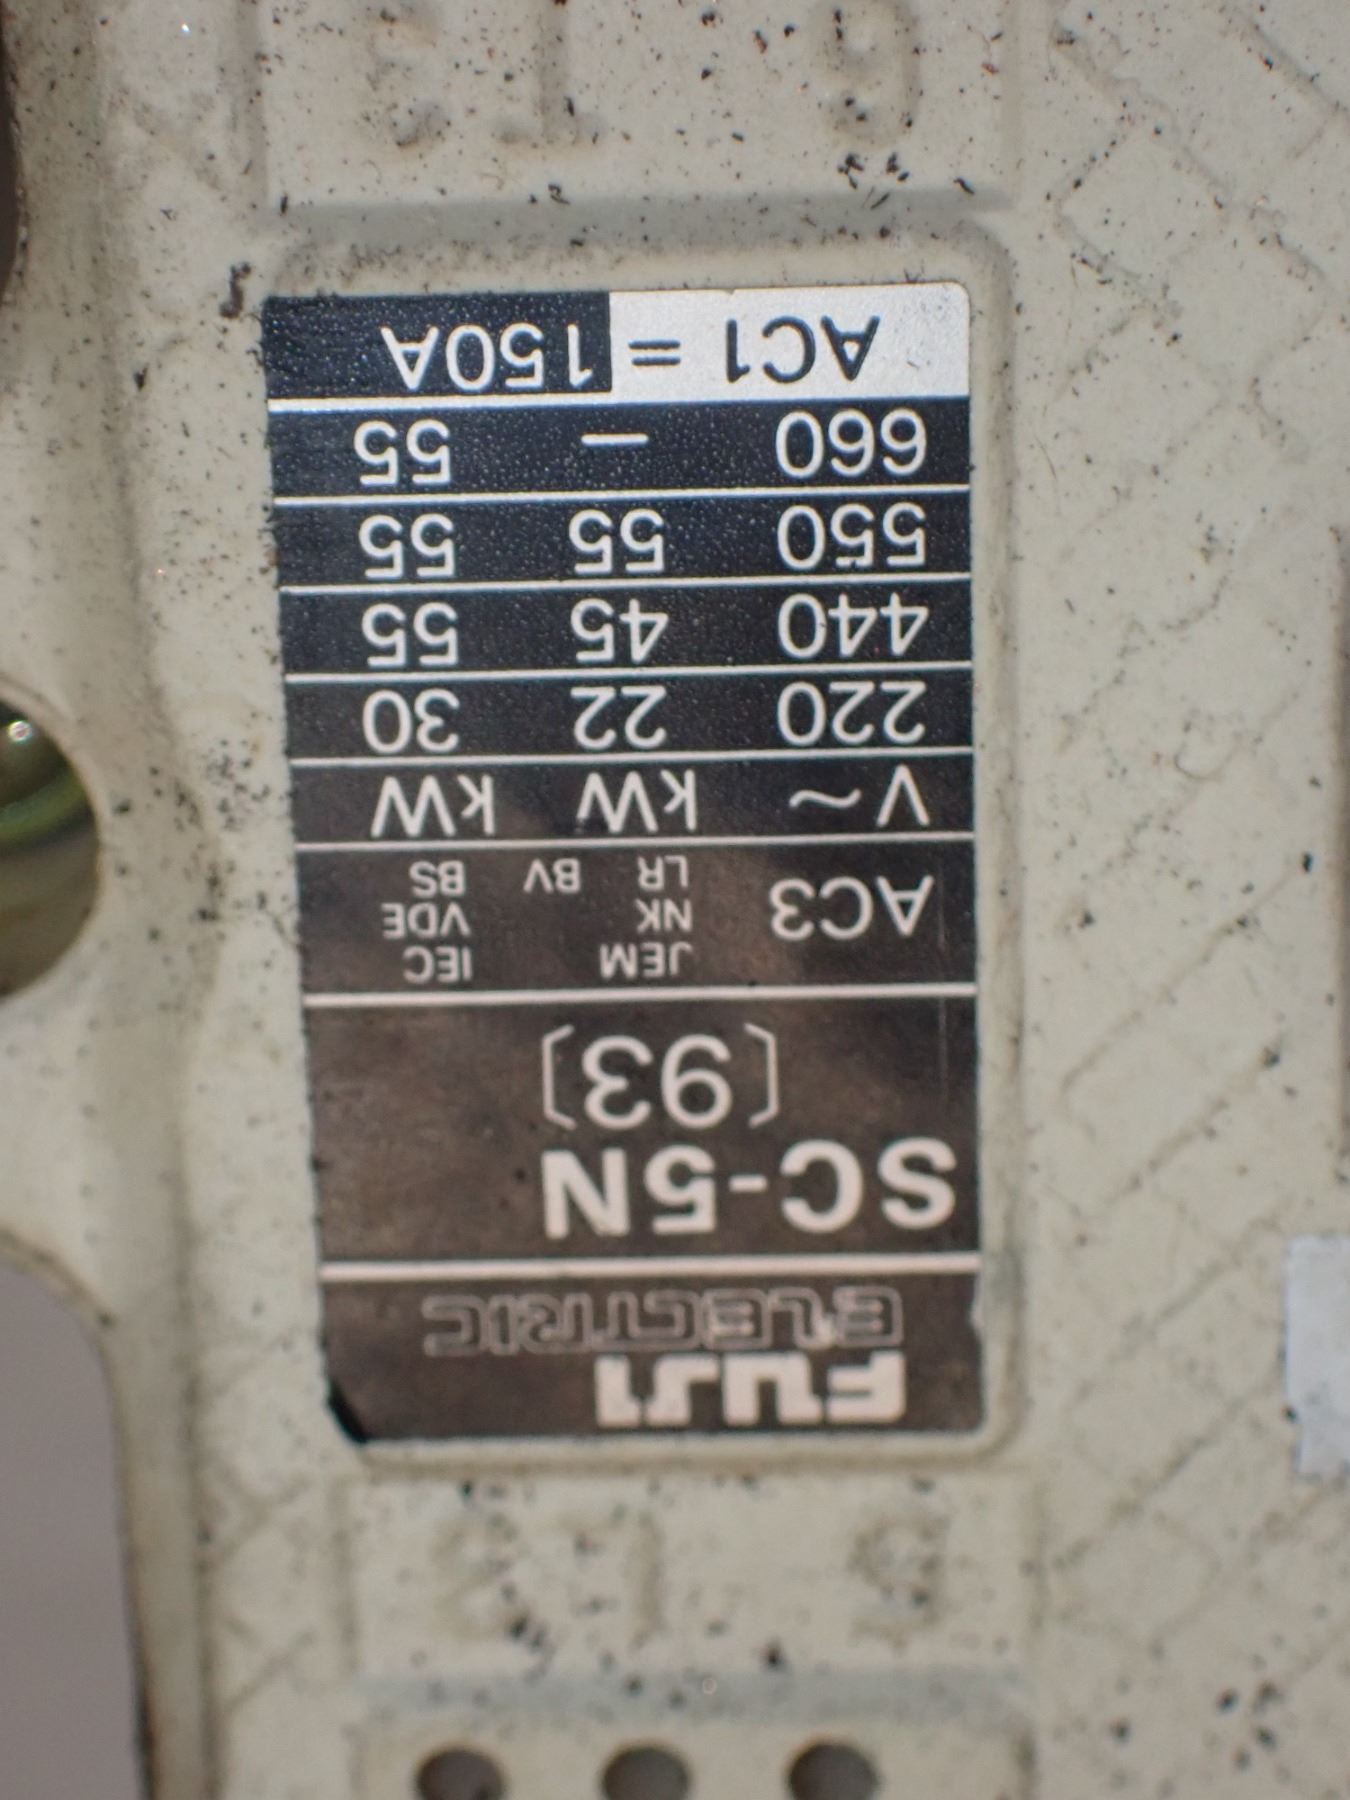 FUJI
ELECTRIC
SC-5N
(93)
AC3 JEM IEC
NK VDE
LR BV BS
V~ kW kW
220 22 30
440 45 55
550 55 55
660 – 55
AC1 = 150A